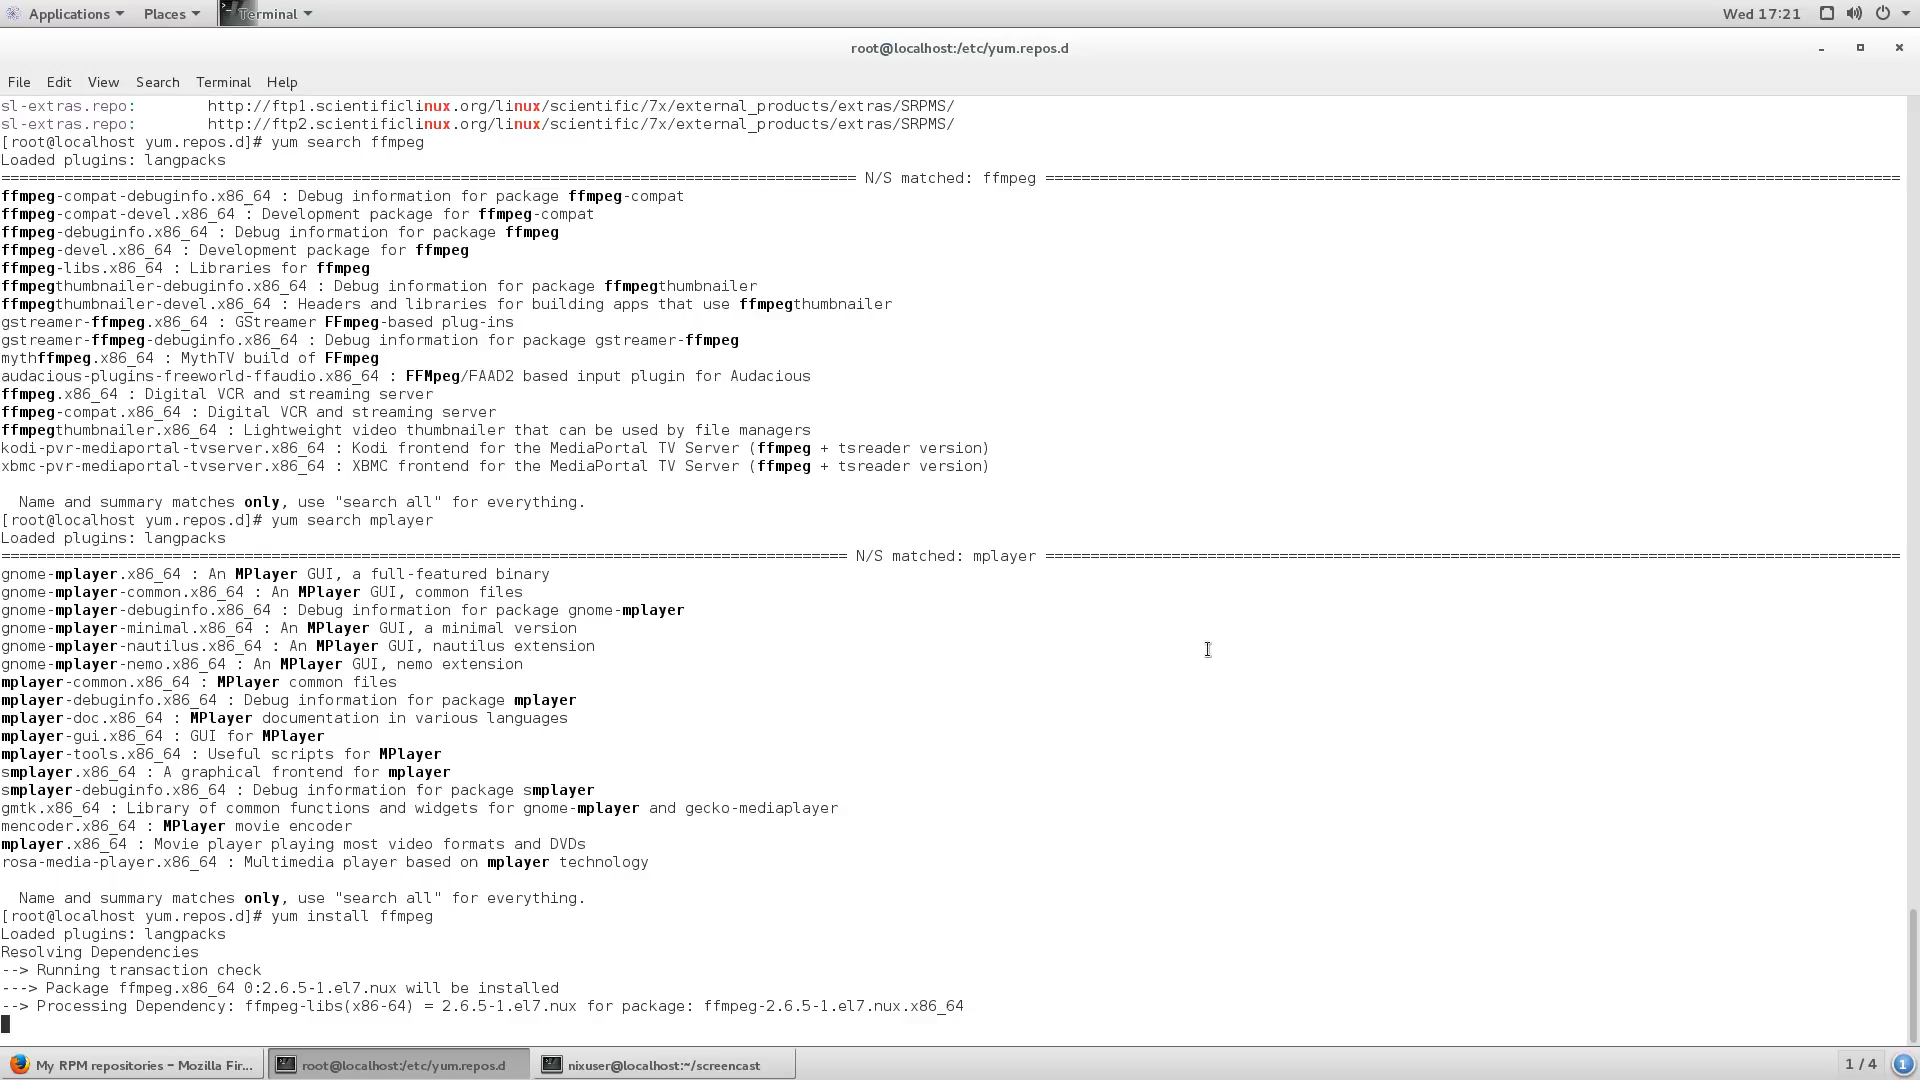 Applications Places Terminal Wed 17:21
root@localhost:/etc/yum.repos.d
File Edit View Search Terminal Help
sl-extras.repo:        http://ftp1.scientificlinux.org/linux/scientific/7x/external_products/extras/SRPMS/
sl-extras.repo:        http://ftp2.scientificlinux.org/linux/scientific/7x/external_products/extras/SRPMS/
[root@localhost yum.repos.d]# yum search ffmpeg
Loaded plugins: langpacks
=============================================================================================== N/S matched: ffmpeg ===============================================================================================
ffmpeg-compat-debuginfo.x86_64 : Debug information for package ffmpeg-compat
ffmpeg-compat-devel.x86_64 : Development package for ffmpeg-compat
ffmpeg-debuginfo.x86_64 : Debug information for package ffmpeg
ffmpeg-devel.x86_64 : Development package for ffmpeg
ffmpeg-libs.x86_64 : Libraries for ffmpeg
ffmpegthumbnailer-debuginfo.x86_64 : Debug information for package ffmpegthumbnailer
ffmpegthumbnailer-devel.x86_64 : Headers and libraries for building apps that use ffmpegthumbnailer
gstreamer-ffmpeg.x86_64 : GStreamer FFmpeg-based plug-ins
gstreamer-ffmpeg-debuginfo.x86_64 : Debug information for package gstreamer-ffmpeg
mythffmpeg.x86_64 : MythTV build of FFmpeg
audacious-plugins-freeworld-ffaudio.x86_64 : FFMpeg/FAAD2 based input plugin for Audacious
ffmpeg.x86_64 : Digital VCR and streaming server
ffmpeg-compat.x86_64 : Digital VCR and streaming server
ffmpegthumbnailer.x86_64 : Lightweight video thumbnailer that can be used by file managers
kodi-pvr-mediaportal-tvserver.x86_64 : Kodi frontend for the MediaPortal TV Server (ffmpeg + tsreader version)
xbmc-pvr-mediaportal-tvserver.x86_64 : XBMC frontend for the MediaPortal TV Server (ffmpeg + tsreader version)
  Name and summary matches only, use "search all" for everything.
[root@localhost yum.repos.d]# yum search mplayer
Loaded plugins: langpacks
============================================================================================== N/S matched: mplayer ===============================================================================================
gnome-mplayer.x86_64 : An MPlayer GUI, a full-featured binary
gnome-mplayer-common.x86_64 : An MPlayer GUI, common files
gnome-mplayer-debuginfo.x86_64 : Debug information for package gnome-mplayer
gnome-mplayer-minimal.x86_64 : An MPlayer GUI, a minimal version
gnome-mplayer-nautilus.x86_64 : An MPlayer GUI, nautilus extension
gnome-mplayer-nemo.x86_64 : An MPlayer GUI, nemo extension
mplayer-common.x86_64 : MPlayer common files
mplayer-debuginfo.x86_64 : Debug information for package mplayer
mplayer-doc.x86_64 : MPlayer documentation in various languages
mplayer-gui.x86_64 : GUI for MPlayer
mplayer-tools.x86_64 : Useful scripts for MPlayer
smplayer.x86_64 : A graphical frontend for mplayer
smplayer-debuginfo.x86_64 : Debug information for package smplayer
gmtk.x86_64 : Library of common functions and widgets for gnome-mplayer and gecko-mediaplayer
mencoder.x86_64 : MPlayer movie encoder
mplayer.x86_64 : Movie player playing most video formats and DVDs
rosa-media-player.x86_64 : Multimedia player based on mplayer technology
  Name and summary matches only, use "search all" for everything.
[root@localhost yum.repos.d]# yum install ffmpeg
Loaded plugins: langpacks
Resolving Dependencies
--> Running transaction check
---> Package ffmpeg.x86_64 0:2.6.5-1.el7.nux will be installed
--> Processing Dependency: ffmpeg-libs(x86-64) = 2.6.5-1.el7.nux for package: ffmpeg-2.6.5-1.el7.nux.x86_64
My RPM repositories - Mozilla Fir... root@localhost:/etc/yum.repos.d nixuser@localhost:~/screencast 1 / 4 1